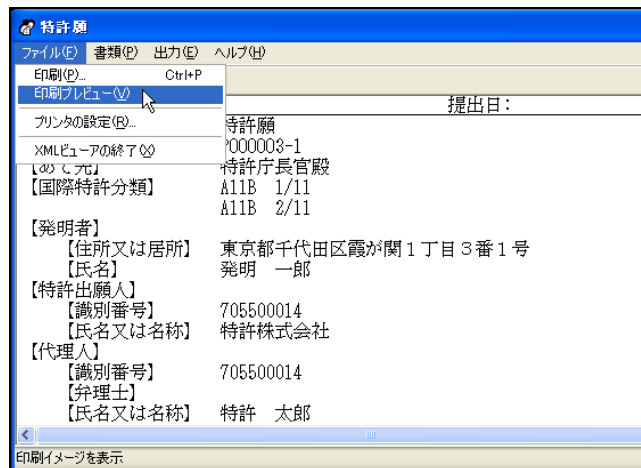 特許願
ファイル(F) 書類(P) 出力(E) ヘルプ(H)
印刷(P)... Ctrl+P
印刷プレビュー(V)
プリンタの設定(R)...
XMLビューアの終了(X)
提出日:
特許願
P000003-1
【あて先】 特許庁長官殿
【国際特許分類】 A11B 1/11
A11B 2/11
【発明者】
【住所又は居所】 東京都千代田区霞が関1丁目3番1号
【氏名】 発明 一郎
【特許出願人】
【識別番号】 705500014
【氏名又は名称】 特許株式会社
【代理人】
【識別番号】 705500014
【弁理士】
【氏名又は名称】 特許 太郎
印刷イメージを表示